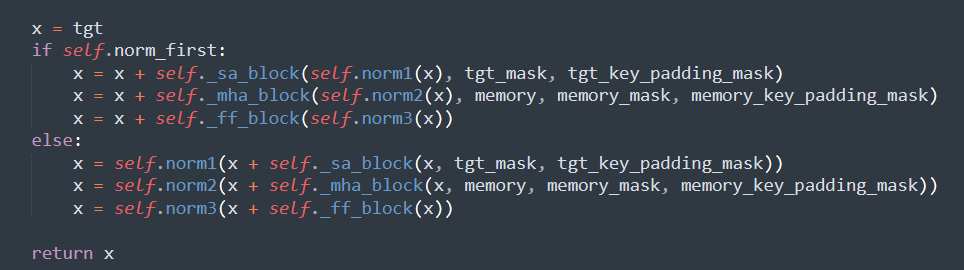 x = tgt
if self.norm_first:
    x = x + self._sa_block(self.norm1(x), tgt_mask, tgt_key_padding_mask)
    x = x + self._mha_block(self.norm2(x), memory, memory_mask, memory_key_padding_mask)
    x = x + self._ff_block(self.norm3(x))
else:
    x = self.norm1(x + self._sa_block(x, tgt_mask, tgt_key_padding_mask))
    x = self.norm2(x + self._mha_block(x, memory, memory_mask, memory_key_padding_mask))
    x = self.norm3(x + self._ff_block(x))

return x